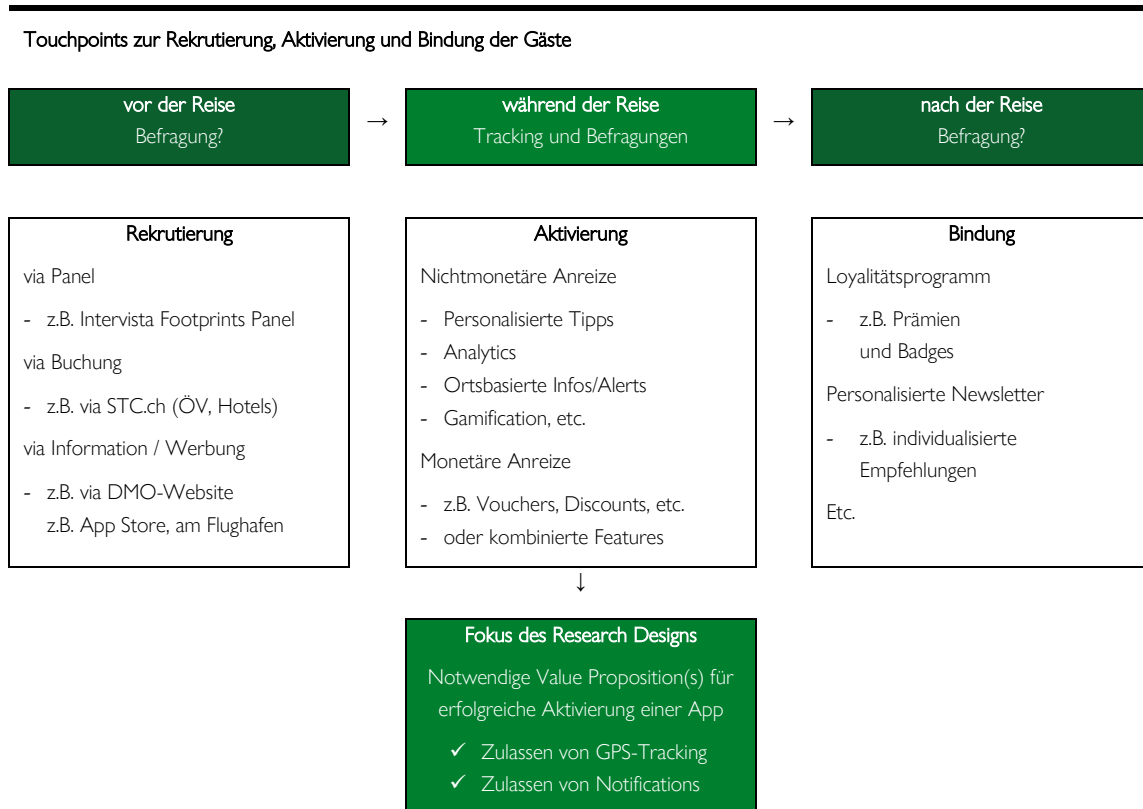 Touchpoints zur Rekrutierung, Aktivierung und Bindung der Gäste
vor der Reise
Befragung?
→
während der Reise
Tracking und Befragungen
→
nach der Reise
Befragung?
Rekrutierung
via Panel
- z.B. Intervista Footprints Panel
via Buchung
- z.B. via STC.ch (ÖV, Hotels)
via Information / Werbung
- z.B. via DMO-Website
z.B. App Store, am Flughafen
Aktivierung
Nichtmonetäre Anreize
- Personalisierte Tipps
- Analytics
- Ortsbasierte Infos/Alerts
- Gamification, etc.
Monetäre Anreize
- z.B. Vouchers, Discounts, etc.
- oder kombinierte Features
Bindung
Loyalitätsprogramm
- z.B. Prämien
und Badges
Personalisierte Newsletter
- z.B. individualisierte
Empfehlungen
Etc.
↓
Fokus des Research Designs
Notwendige Value Proposition(s) für
erfolgreiche Aktivierung einer App
✓ Zulassen von GPS-Tracking
✓ Zulassen von Notifications